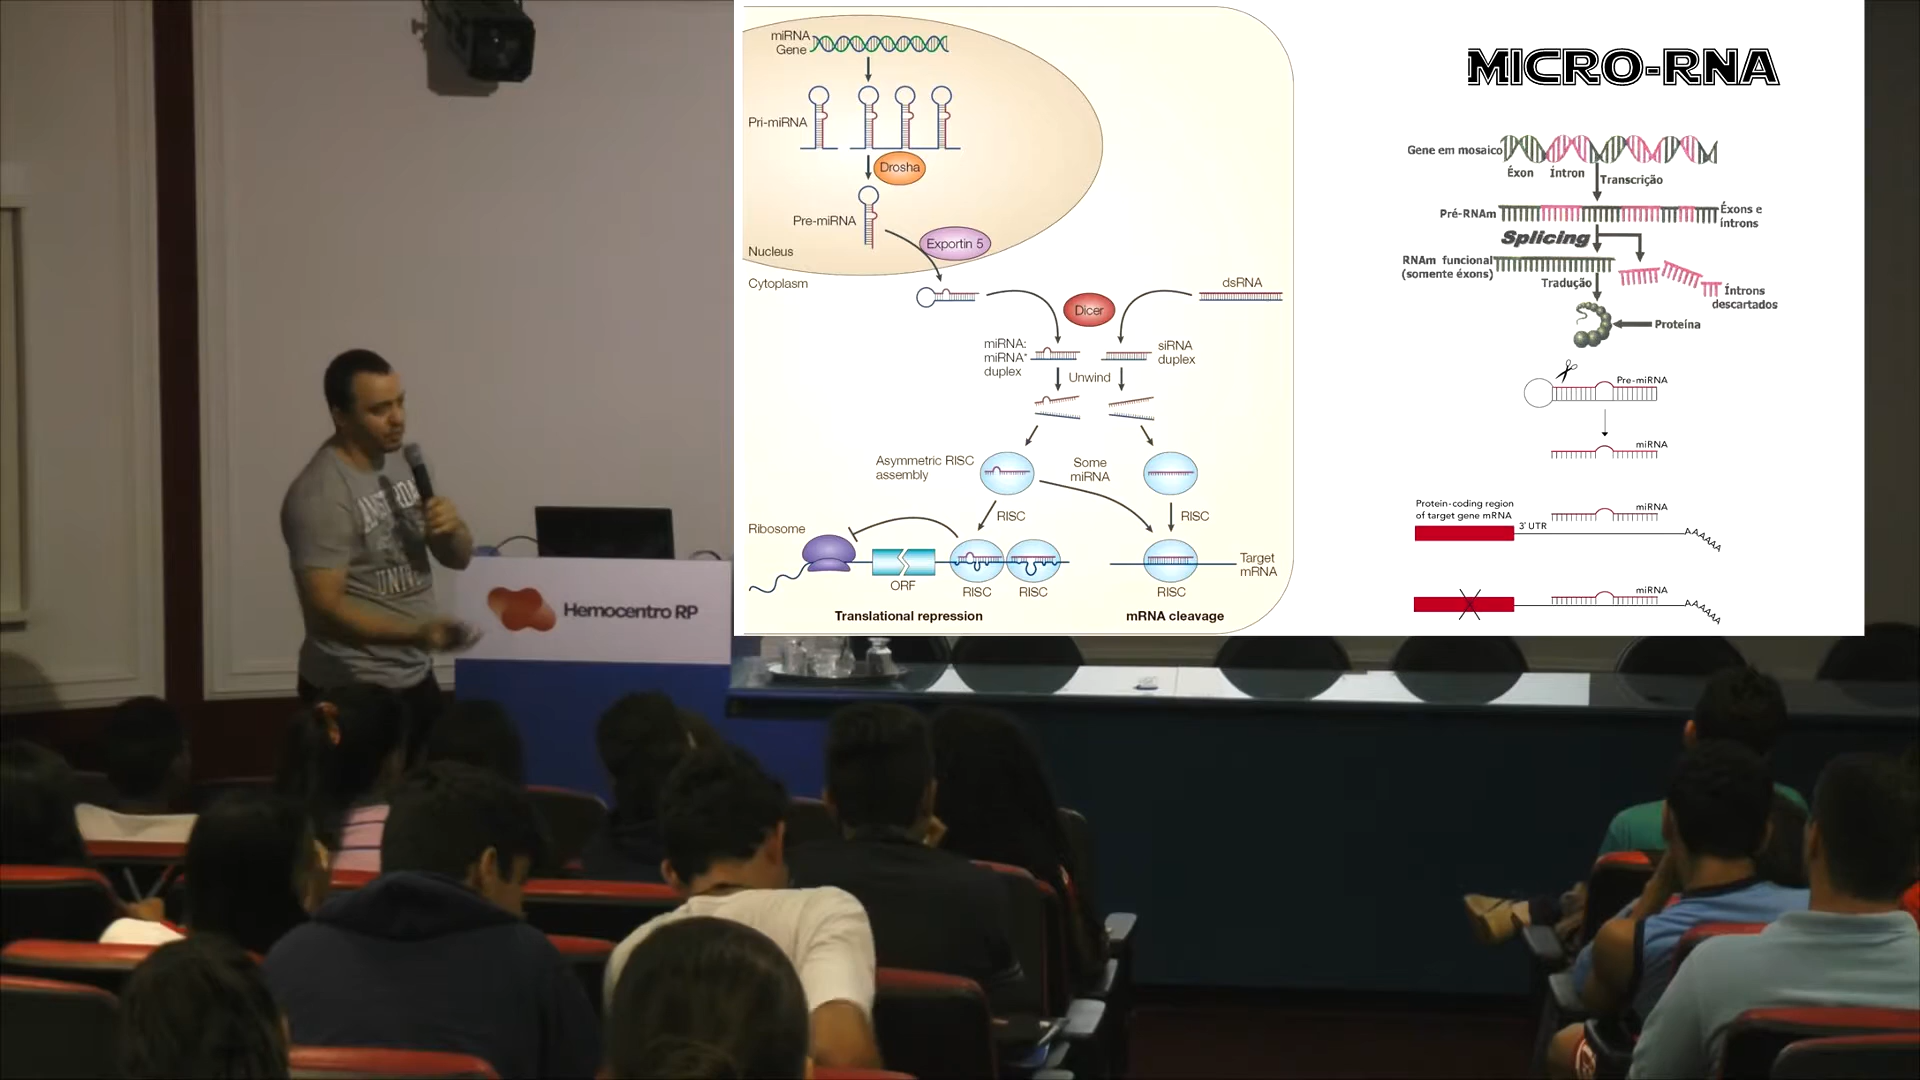 miRNA
Gene
Pri-miRNA
Drosha
Pre-miRNA
Exportin 5
Nucleus
Cytoplasm
dsRNA
Dicer
miRNA:
miRNA*
duplex
siRNA
duplex
Unwind
Asymmetric RISC
assembly
Some
miRNA
RISC
RISC
Ribosome
ORF
RISC
RISC
RISC
Target
mRNA
Translational repression
mRNA cleavage
MICRO-RNA
Gene em mosaico
Éxon
Íntron
Transcrição
Pré-RNAm
Éxons e
íntrons
Splicing
RNAm funcional
(somente éxons)
Tradução
Íntrons
descartados
Proteína
Pre-miRNA
miRNA
Protein-coding region
of target gene mRNA
3' UTR
miRNA
AAAAA
miRNA
AAAAA
Hemocentro RP